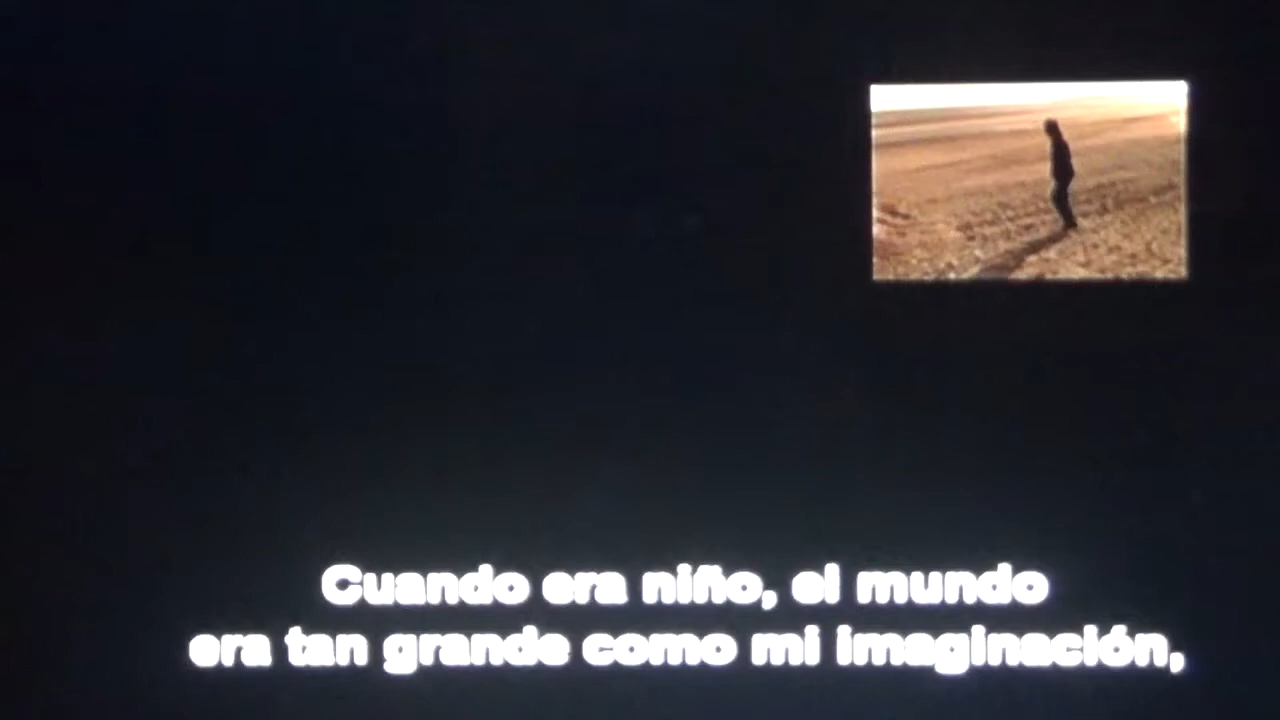 Cuando era niño, el mundo
era tan grande como mi imaginación,